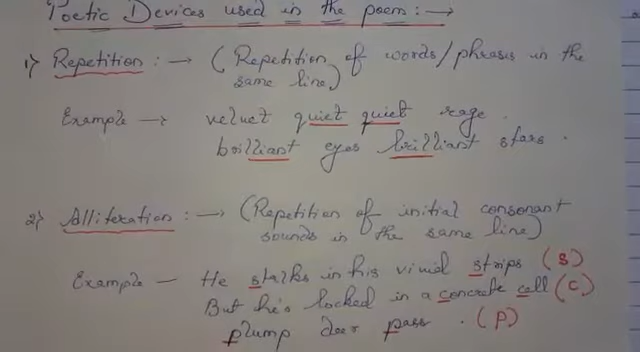 Poetic Devices used in the poem : →
1) Repetition : → (Repetition of words/phrases in the
same line)
Example → velvet quiet quiet rage.
brilliant eyes brilliant stars.
2) Alliteration : → (Repetition of initial consonant
sounds in the same line)
Example - He stalks in his vivid strips (S)
But he's locked in a concrete cell (C)
plump deer pass. (P)